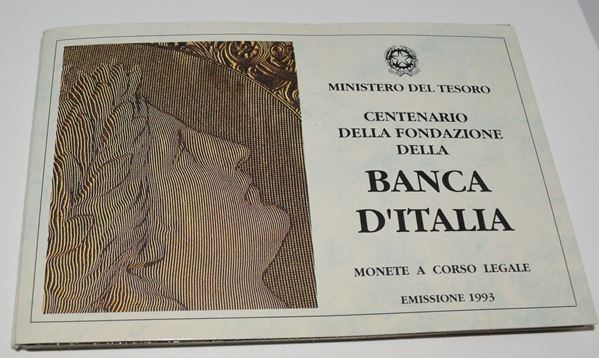 MINISTERO DEL TESORO
CENTENARIO
DELLA FONDAZIONE
DELLA
BANCA
D'ITALIA
MONETE A CORSO LEGALE
EMISSIONE 1993